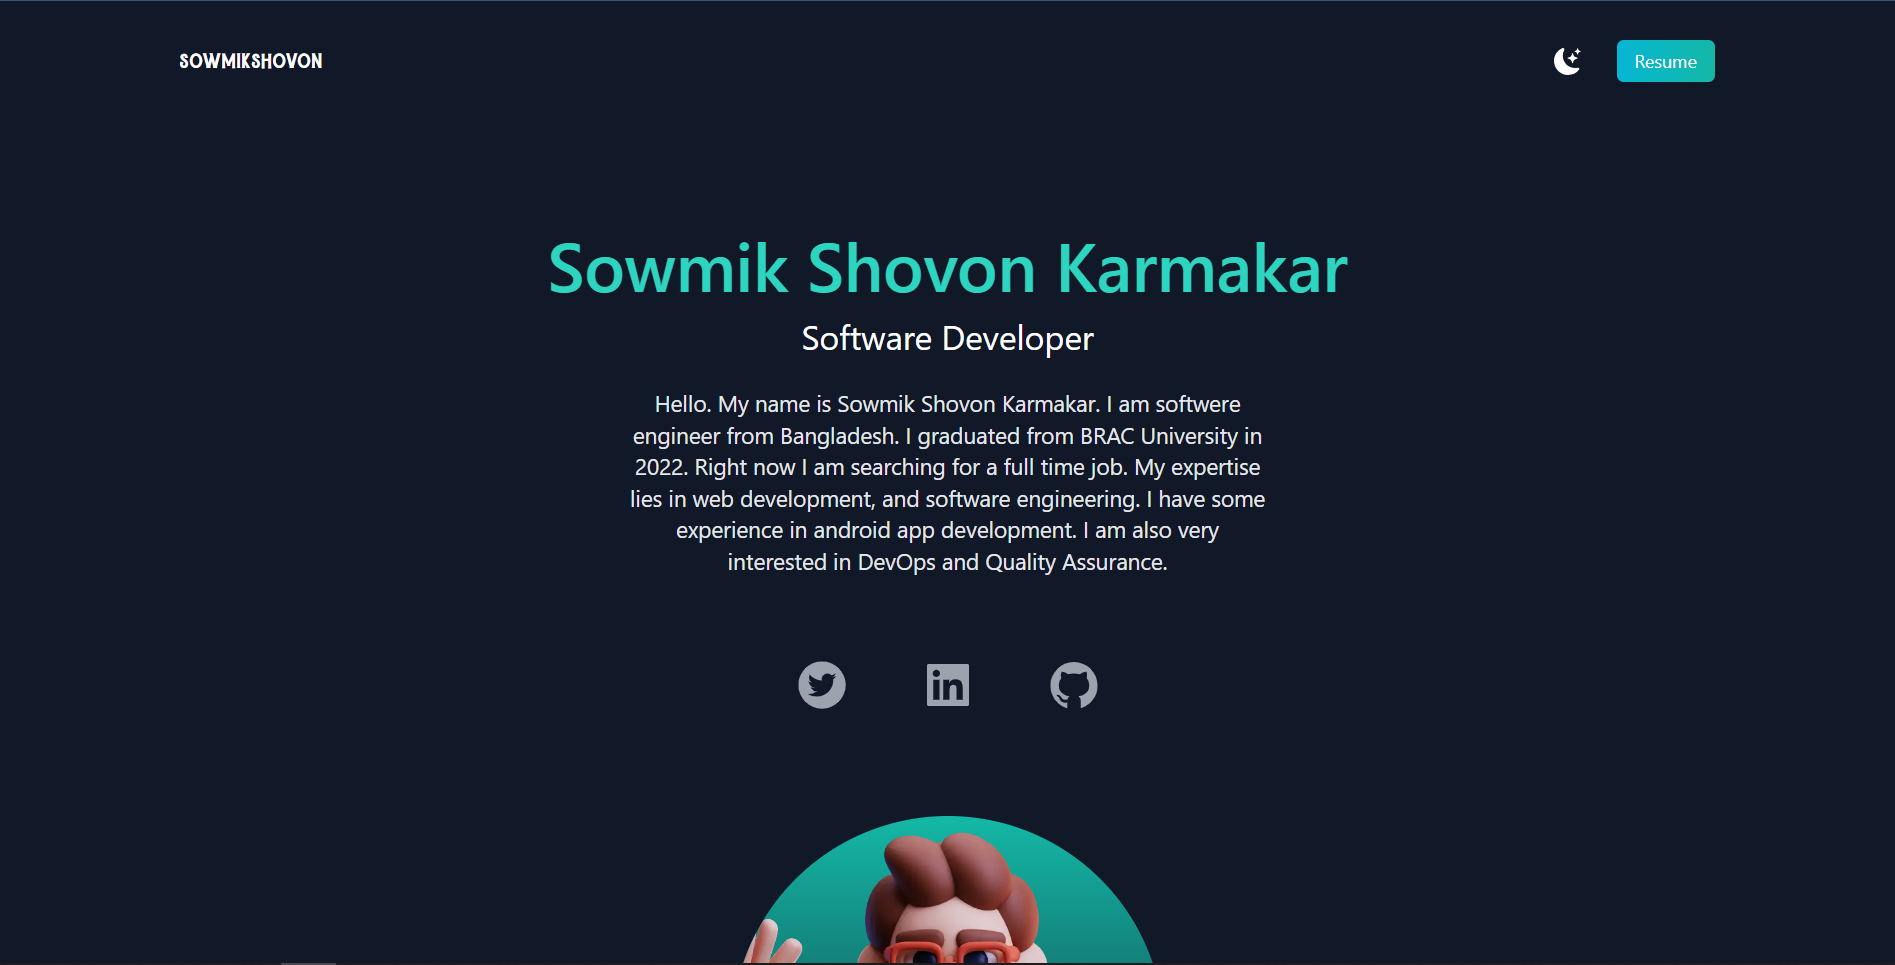 SOWMIKSHOVON
Resume
Sowmik Shovon Karmakar
Software Developer
Hello. My name is Sowmik Shovon Karmakar. I am softwere
engineer from Bangladesh. I graduated from BRAC University in
2022. Right now I am searching for a full time job. My expertise
lies in web development, and software engineering. I have some
experience in android app development. I am also very
interested in DevOps and Quality Assurance.
in